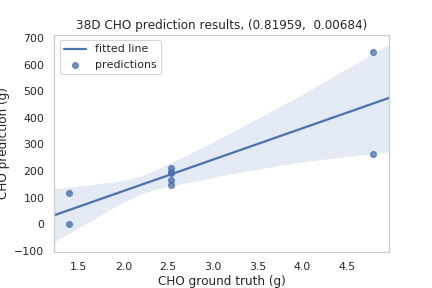 38D CHO prediction results, (0.81959, 0.00684)
fitted line
predictions
700
600
500
400
300
200
100
0
−100
CHO prediction (g)
1.5 2.0 2.5 3.0 3.5 4.0 4.5
CHO ground truth (g)